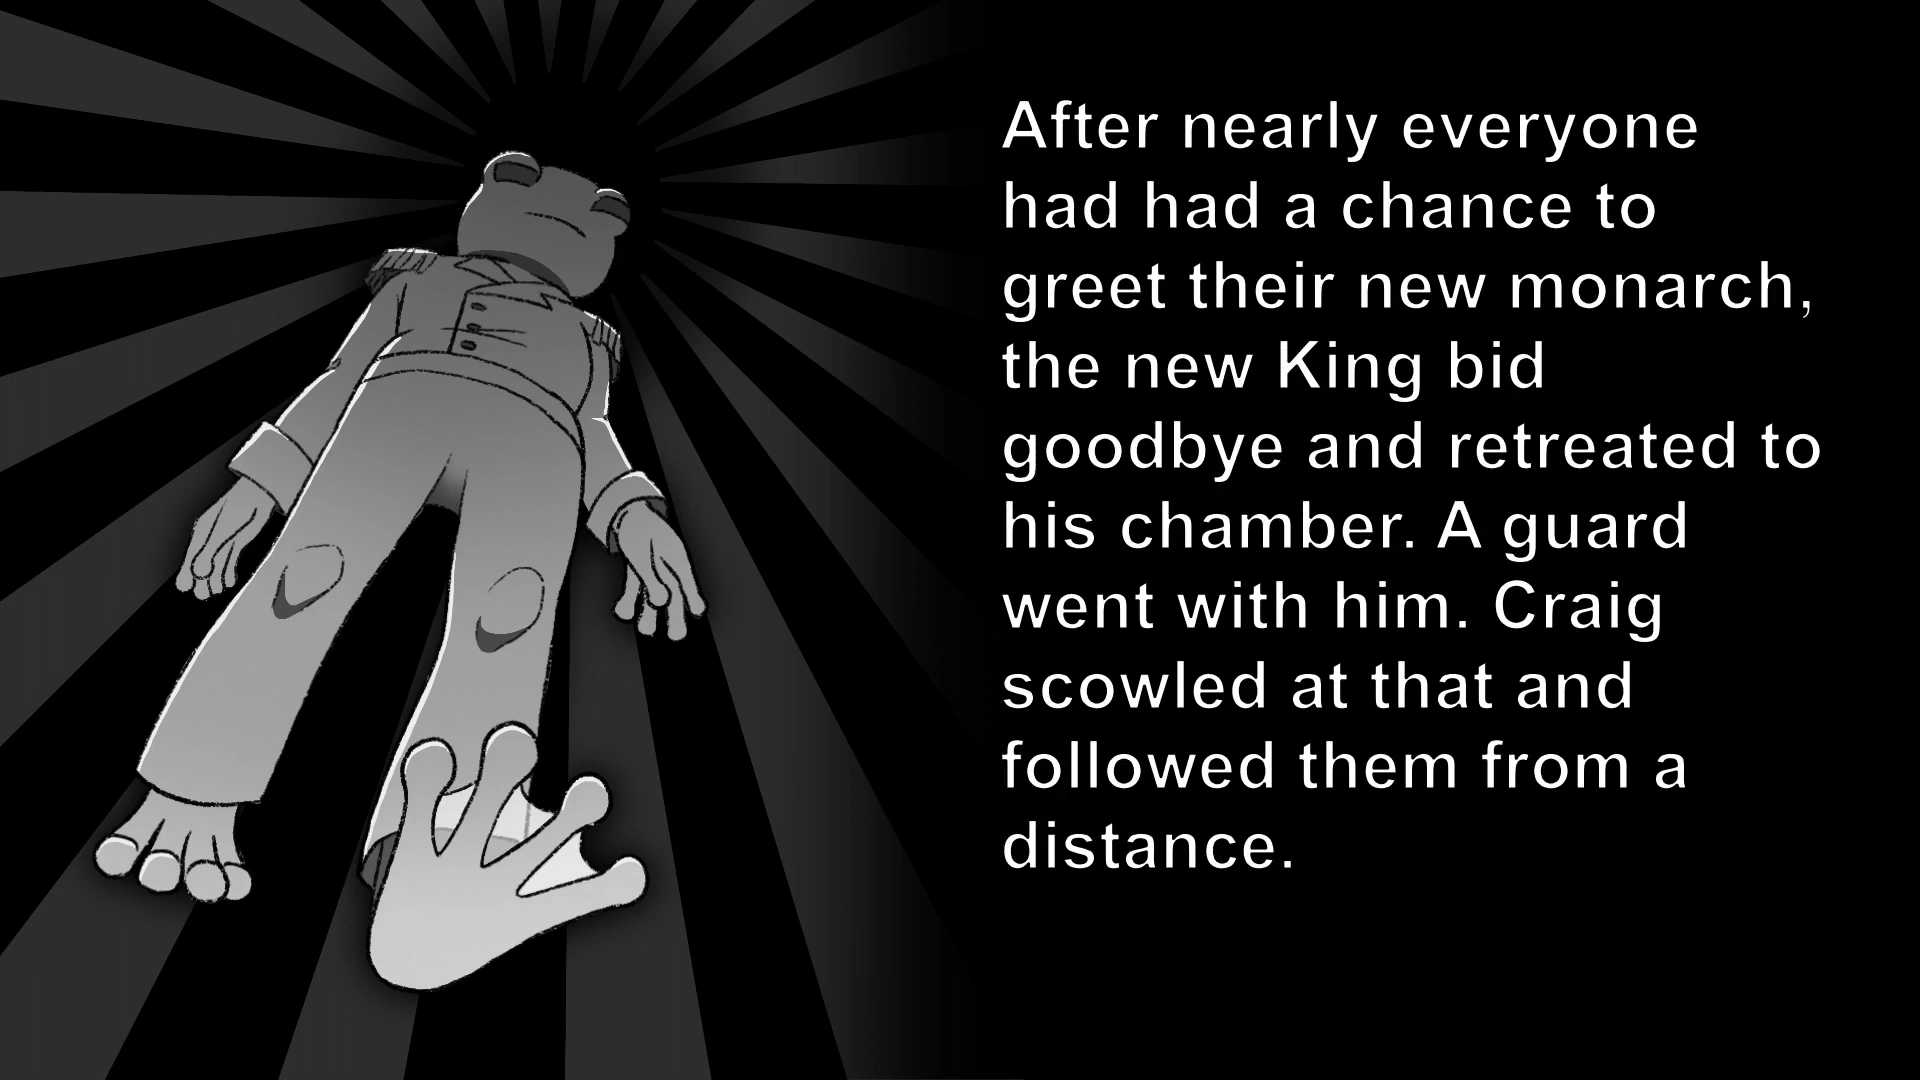 After nearly everyone
had had a chance to
greet their new monarch,
the new King bid
goodbye and retreated to
his chamber. A guard
went with him. Craig
scowled at that and
followed them from a
distance.